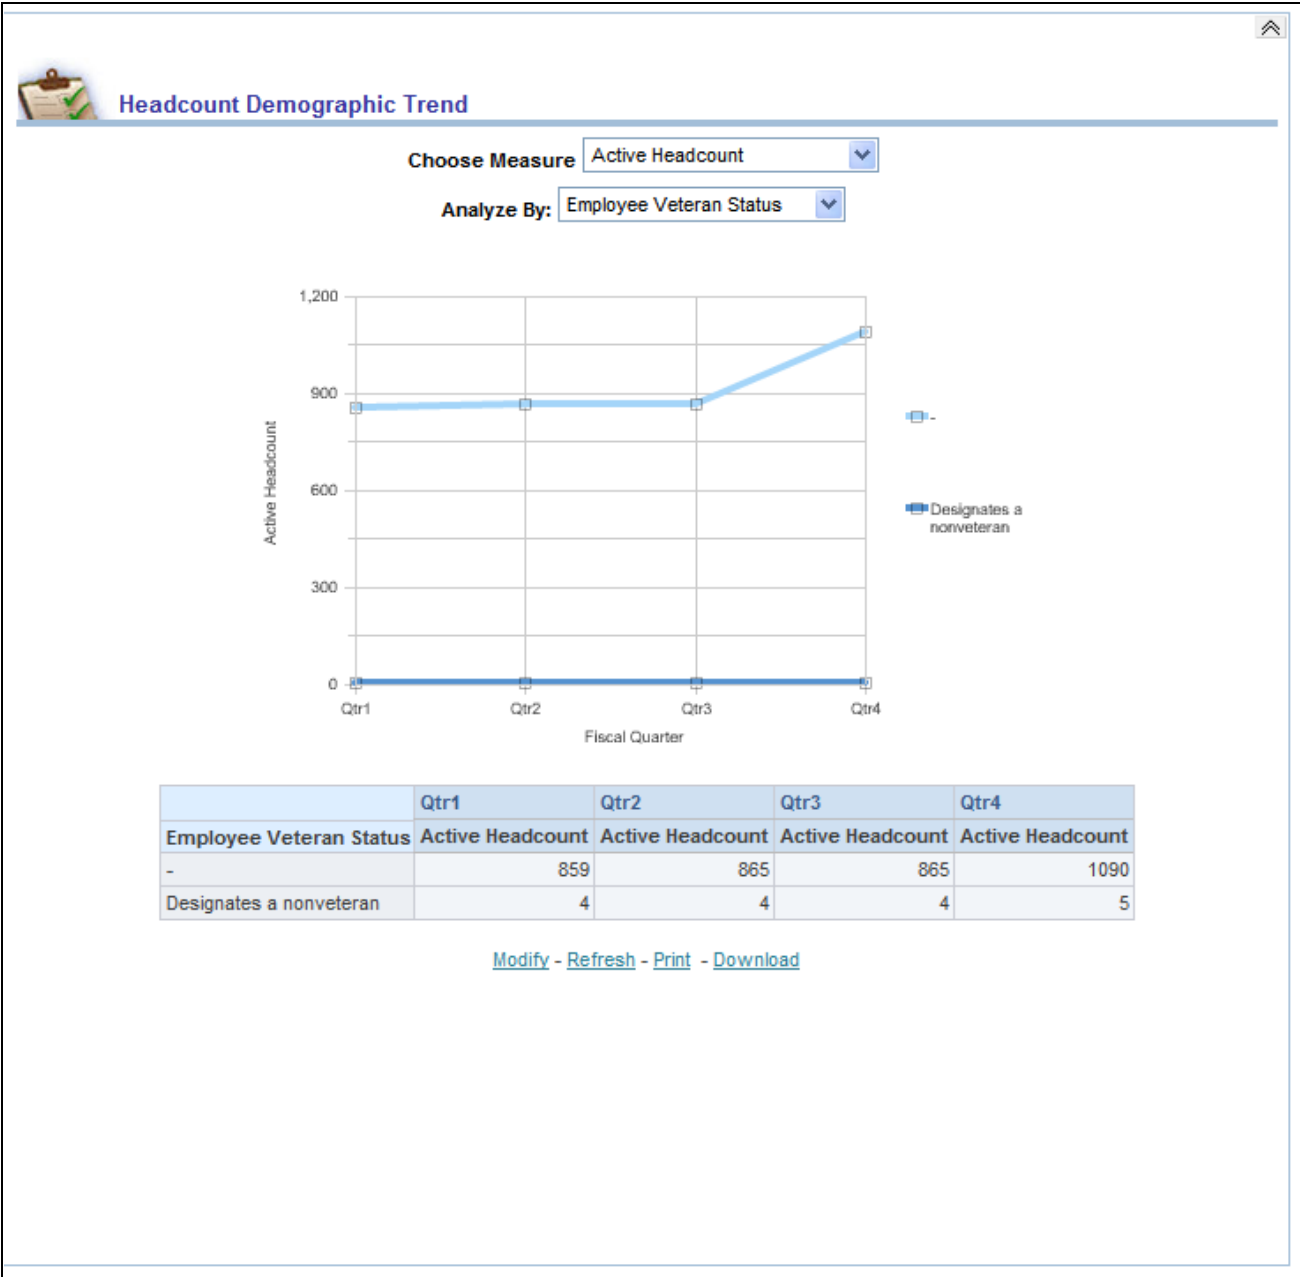 Headcount Demographic Trend
Choose Measure Active Headcount
Analyze By: Employee Veteran Status
1,200
900
600
300
0
Active Headcount
Qtr1 Qtr2 Qtr3 Qtr4
Fiscal Quarter
-
Designates a
nonveteran
Qtr1 Qtr2 Qtr3 Qtr4
Employee Veteran Status Active Headcount Active Headcount Active Headcount Active Headcount
- 859 865 865 1090
Designates a nonveteran 4 4 4 5
Modify - Refresh - Print - Download